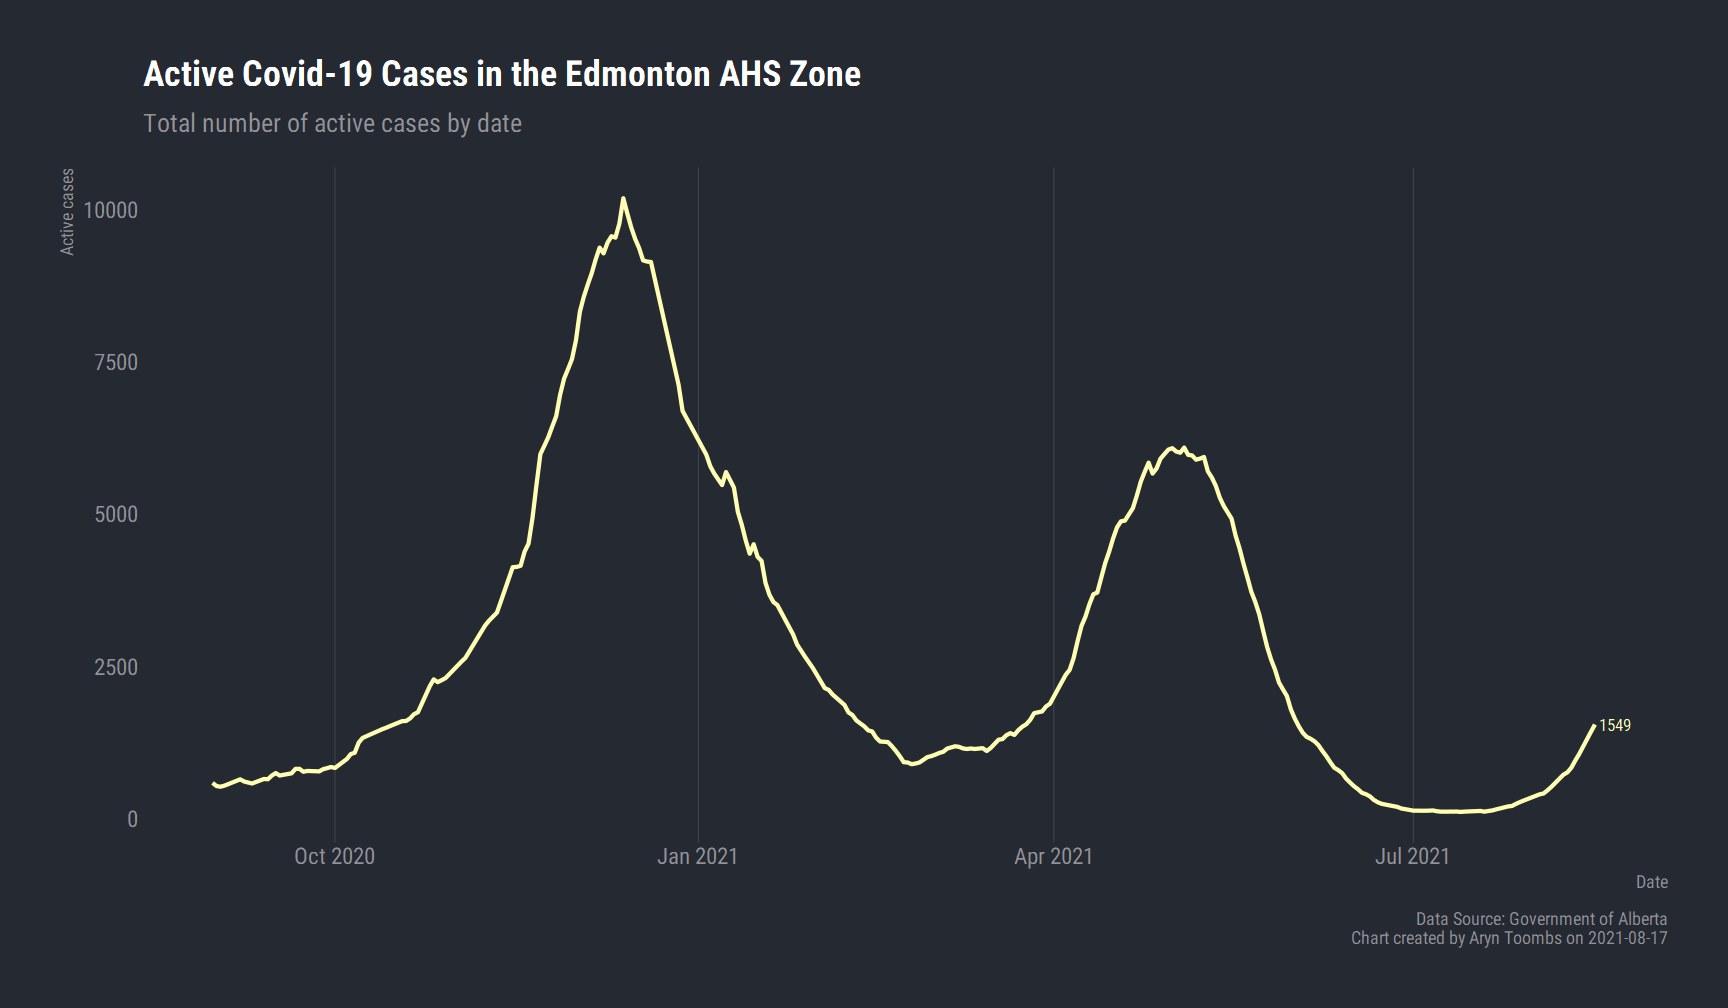 Active Covid-19 Cases in the Edmonton AHS Zone
Total number of active cases by date
Active cases
10000
7500
5000
2500
0
1549
Oct 2020
Jan 2021
Apr 2021
Jul 2021
Date
Data Source: Government of Alberta
Chart created by Aryn Toombs on 2021-08-17